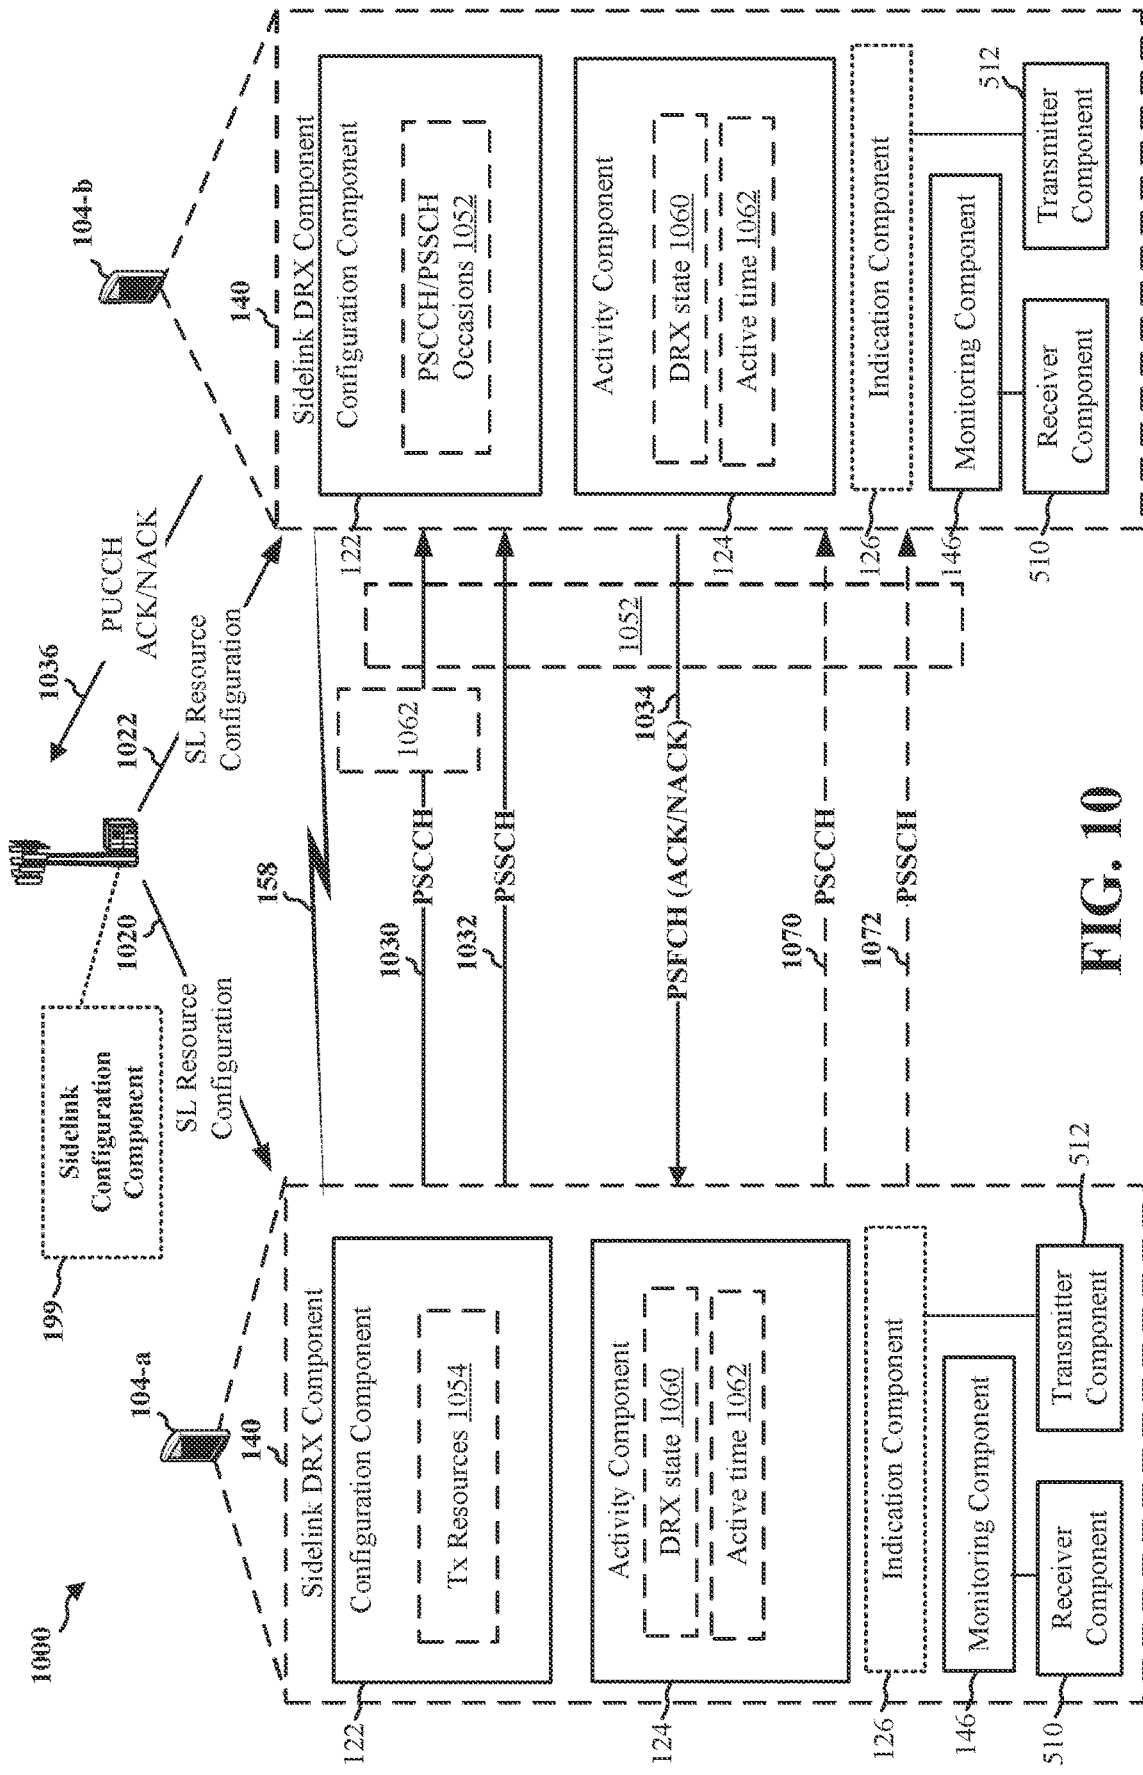 1000
104-a
199
Sidelink
Configuration
Component
1020
SL Resource
Configuration
1022
SL Resource
Configuration
1036
PUCCH
ACK/NACK
104-b
140
Sidelink DRX Component
122
Configuration Component
Tx Resources 1054
124
Activity Component
DRX state 1060
Active time 1062
126
Indication Component
146
Monitoring Component
510
Receiver
Component
512
Transmitter
Component
158
1030
PSCCH
1062
1032
PSSCH
1052
1034
PSFCH (ACK/NACK)
1070
PSCCH
1072
PSSCH
140
Sidelink DRX Component
122
Configuration Component
PSCCH/PSSCH
Occasions 1052
124
Activity Component
DRX state 1060
Active time 1062
126
Indication Component
146
Monitoring Component
510
Receiver
Component
512
Transmitter
Component
FIG. 10